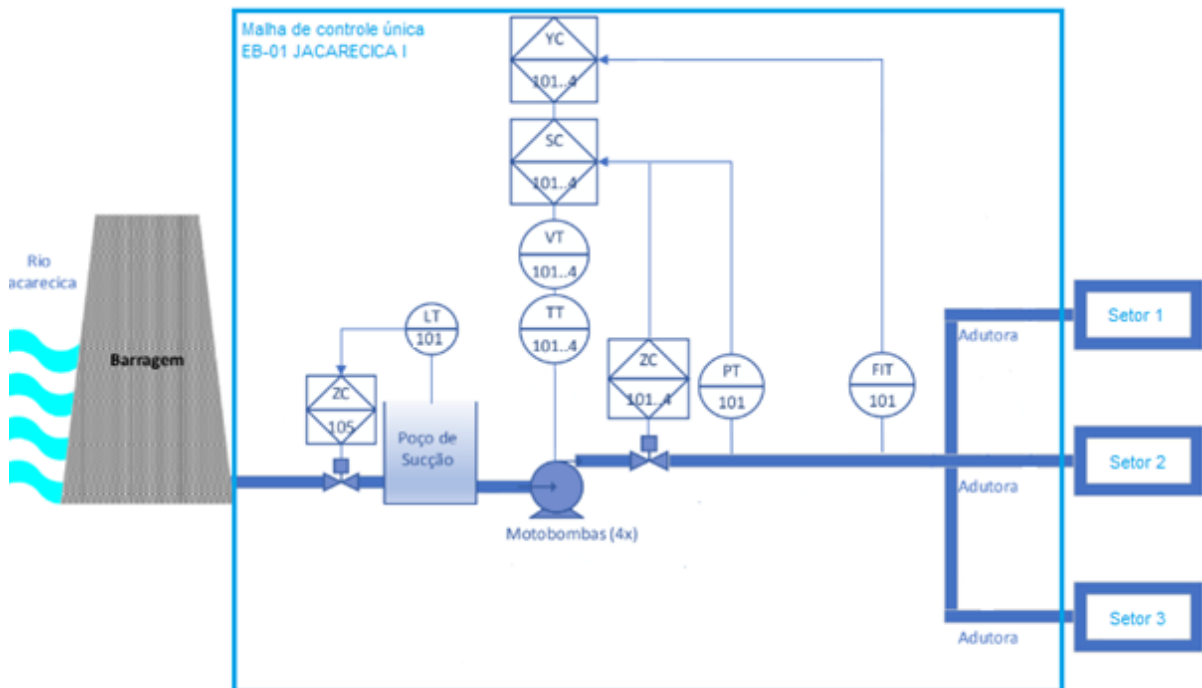 Malha de controle única
EB-01 JACARECICA I
YC
101..4
SC
101..4
VT
101..4
TT
101..4
Rio
acarecica
Barragem
LT
101
ZC
105
Poço de
Sucção
ZC
101..4
PT
101
FIT
101
Motobombas (4x)
Adutora
Setor 1
Adutora
Setor 2
Adutora
Setor 3